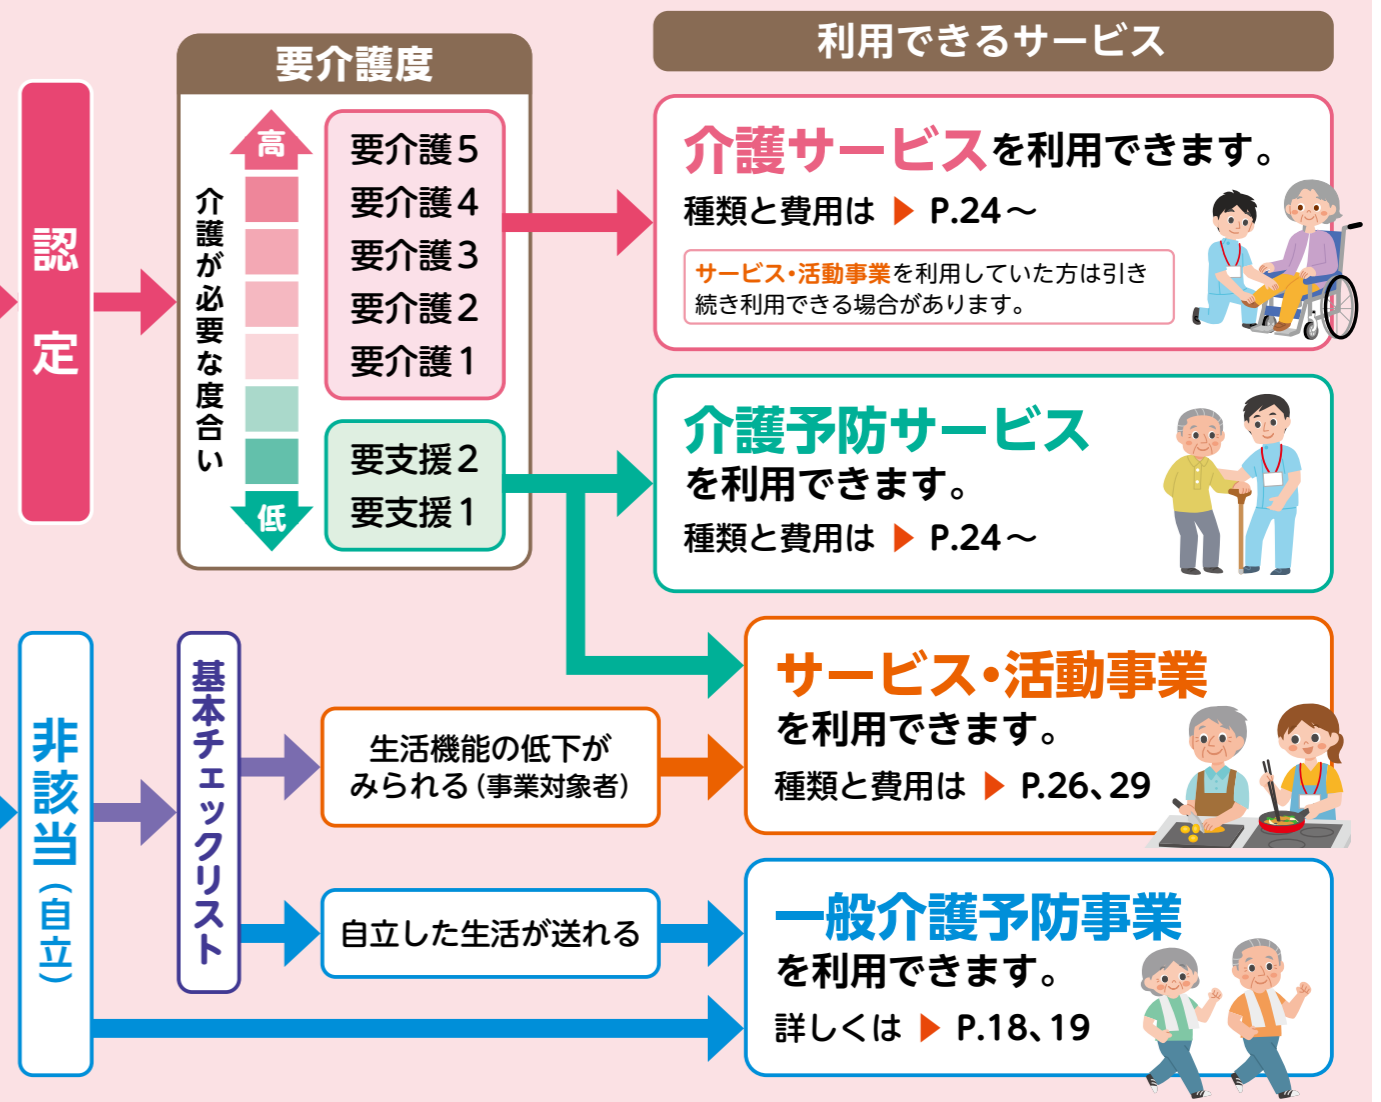 認定
要介護度
介護が必要な度合い
高
低
要介護5
要介護4
要介護3
要介護2
要介護1
要支援2
要支援1
利用できるサービス
介護サービスを利用できます。
種類と費用は ▶ P.24～
サービス・活動事業を利用していた方は引き
続き利用できる場合があります。
介護予防サービス
を利用できます。
種類と費用は ▶ P.24～
非該当（自立）
基本チェックリスト
生活機能の低下が
みられる（事業対象者）
サービス・活動事業
を利用できます。
種類と費用は ▶ P.26、29
自立した生活が送れる
一般介護予防事業
を利用できます。
詳しくは ▶ P.18、19